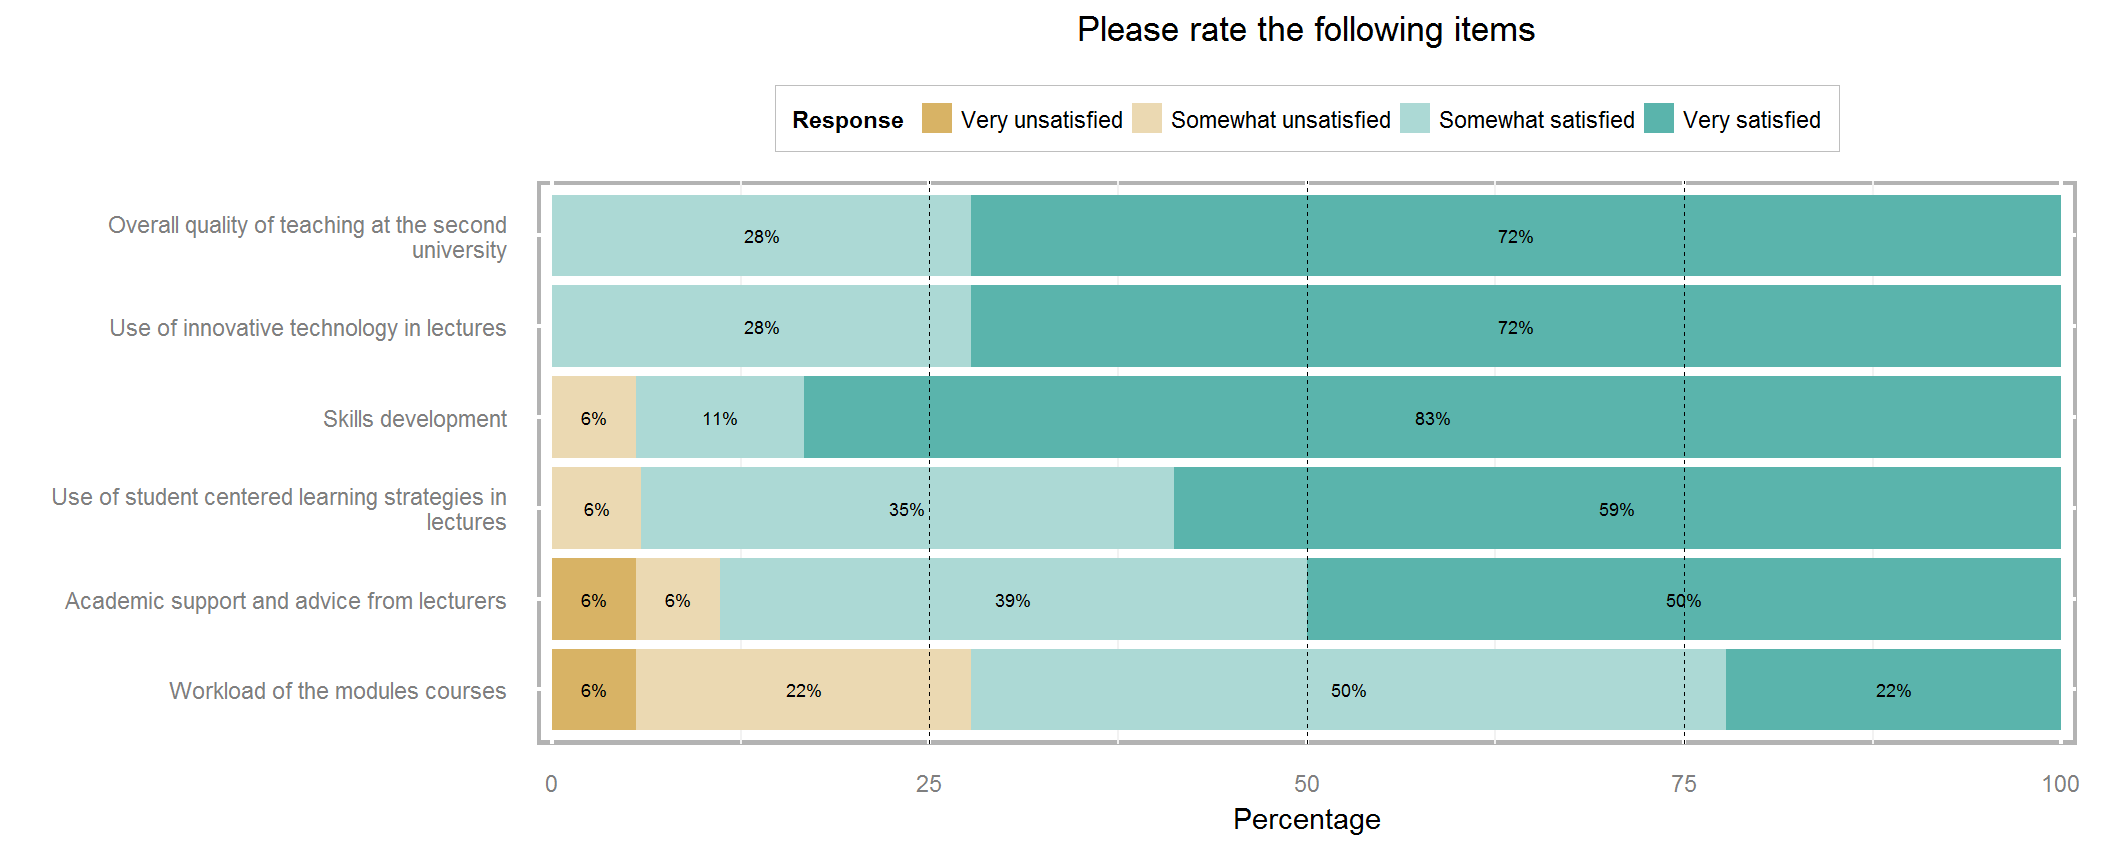 Please rate the following items
Response Very unsatisfied Somewhat unsatisfied Somewhat satisfied Very satisfied
Overall quality of teaching at the second
university
28% 72%
Use of innovative technology in lectures
28% 72%
Skills development
6% 11% 83%
Use of student centered learning strategies in
lectures
6% 35% 59%
Academic support and advice from lecturers
6% 6% 39% 50%
Workload of the modules courses
6% 22% 50% 22%
0 25 50 75 100
Percentage